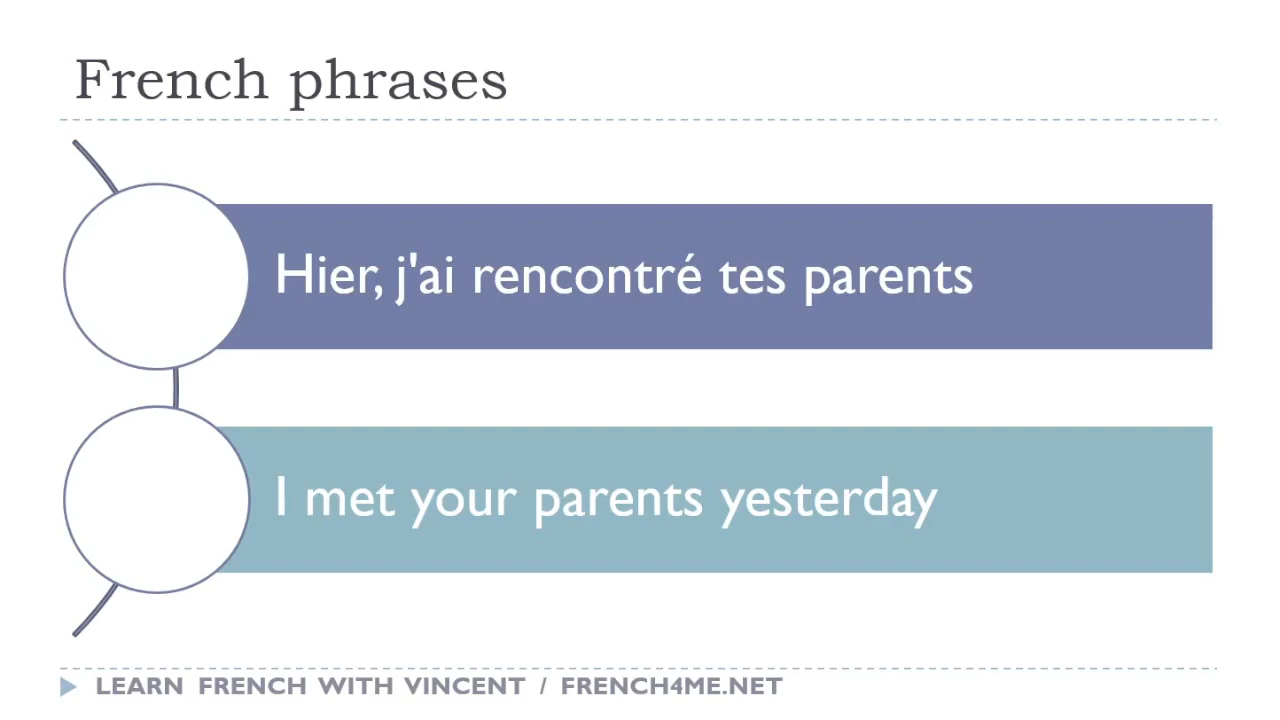 French phrases
Hier, j'ai rencontré tes parents
I met your parents yesterday
LEARN FRENCH WITH VINCENT / FRENCH4ME.NET